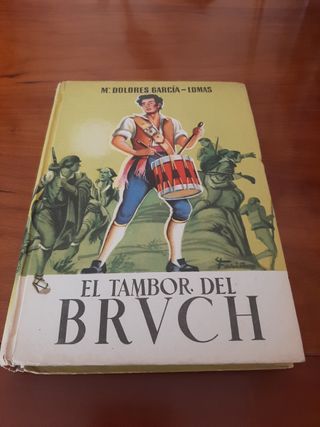 Mª DOLORES GARCÍA-LOMAS
EL TAMBOR DEL
BRVCH